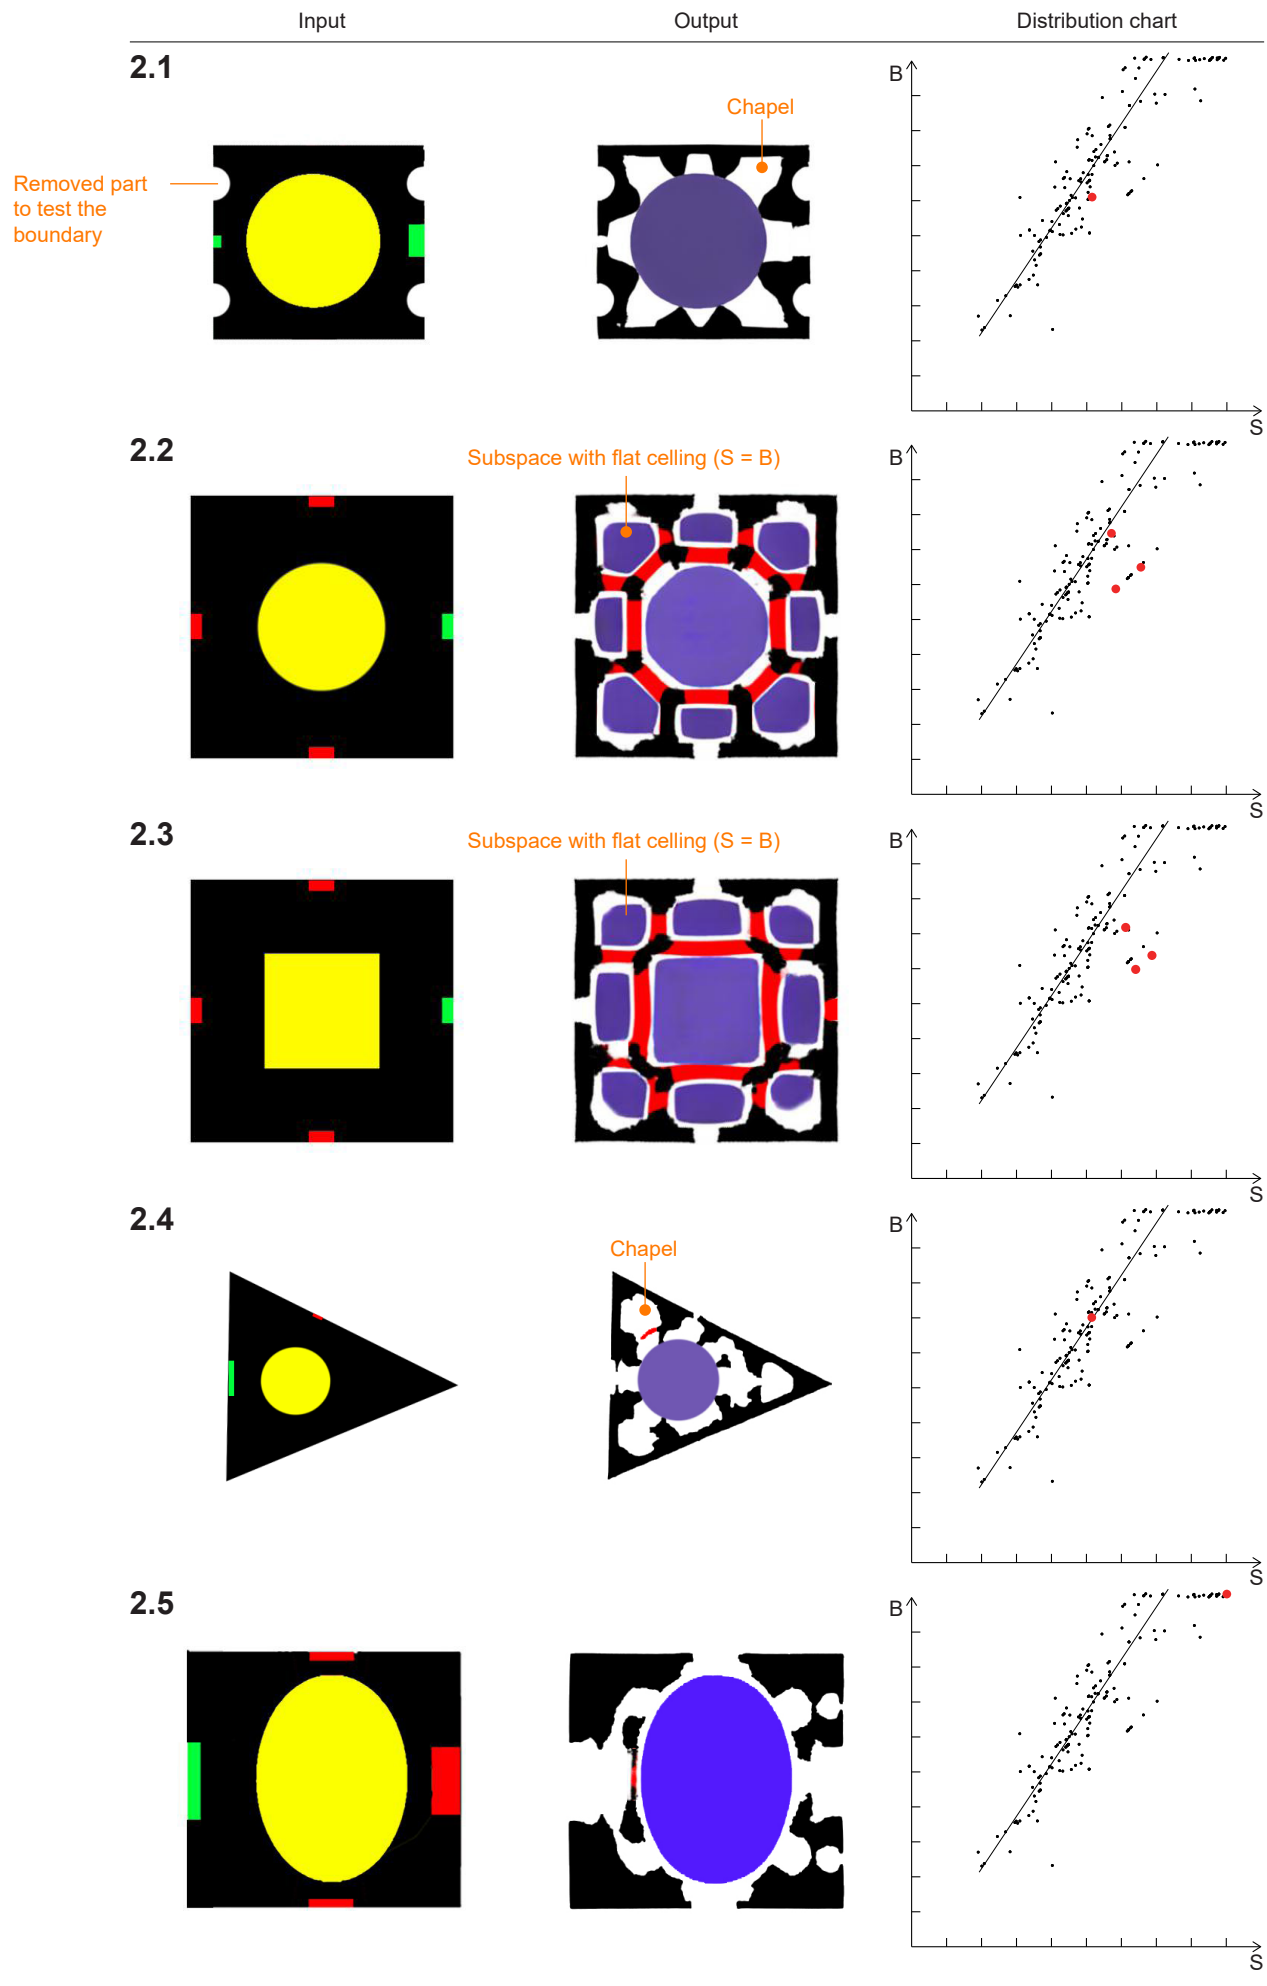 Input Output Distribution chart
2.1
B
Chapel
Removed part
to test the
boundary
S
2.2
Subspace with flat celling (S = B)
B
S
2.3
Subspace with flat celling (S = B)
B
S
2.4
B
Chapel
S
2.5
B
S